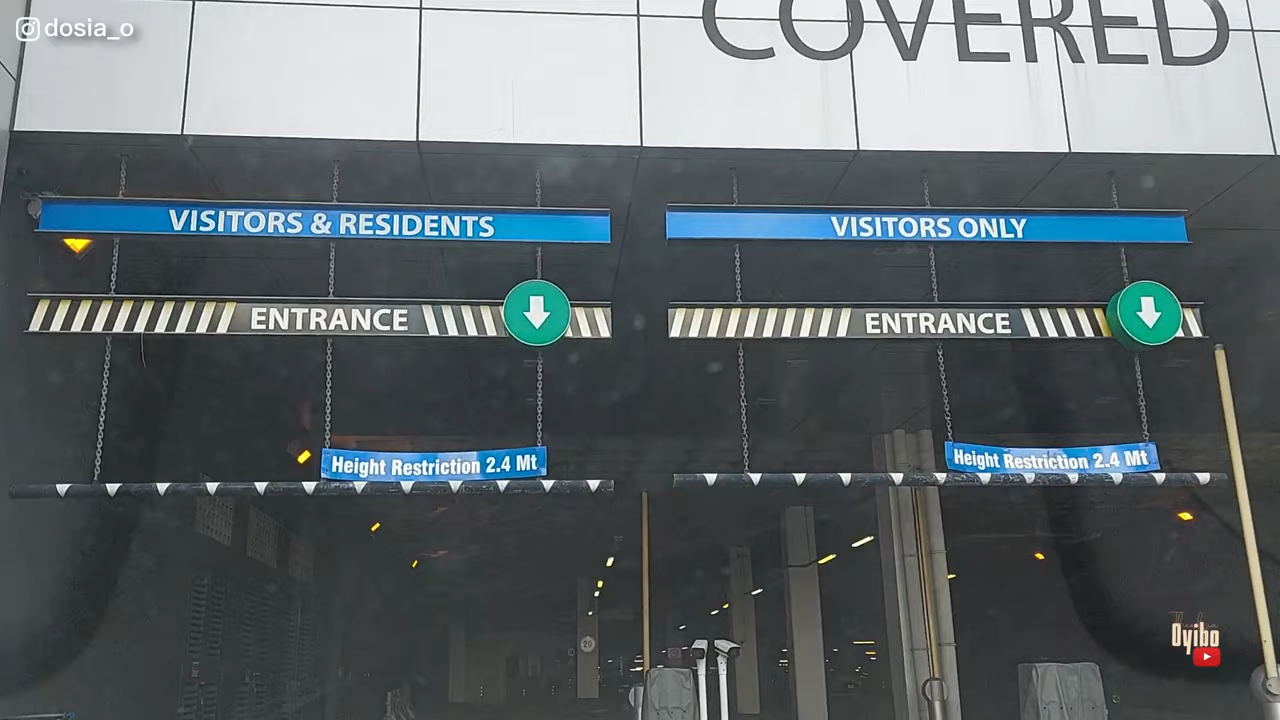 dosia_o
COVERED
VISITORS & RESIDENTS
VISITORS ONLY
ENTRANCE
ENTRANCE
Height Restriction 2.4 Mt
Height Restriction 2.4 Mt
20
Oyibo